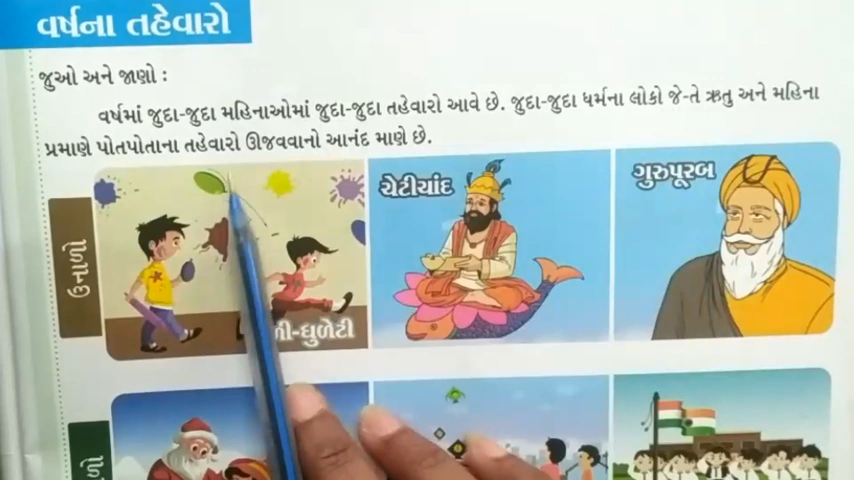 વર્ષના તહેવારો
જુઓ અને જાણો :
વર્ષમાં જુદા-જુદા મહિનાઓમાં જુદા-જુદા તહેવારો આવે છે. જુદા-જુદા ધર્મના લોકો જે-તે ઋતુ અને મહિના
પ્રમાણે પોતપોતાના તહેવારો ઊજવવાનો આનંદ માણે છે.
ઉનાળો
ચેટીચાંદ
ગુરુપૂરબ
ધુળેટી